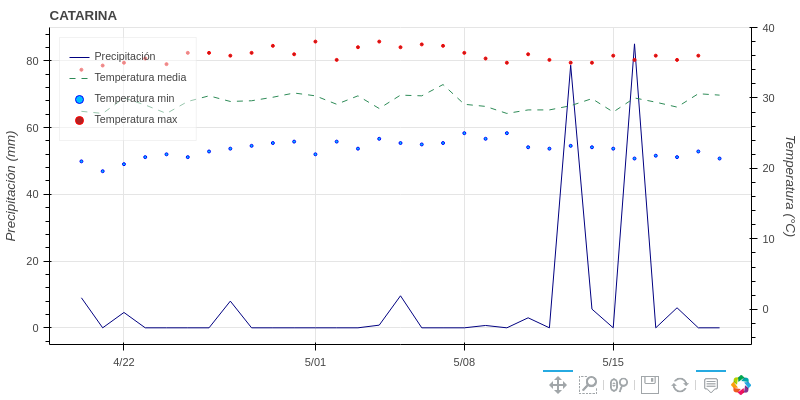 CATARINA
Precipitación
Temperatura media
Temperatura min
Temperatura max
Precipitación (mm)
80
60
40
20
0
Temperatura (°C)
40
30
20
10
0
4/22
5/01
5/08
5/15